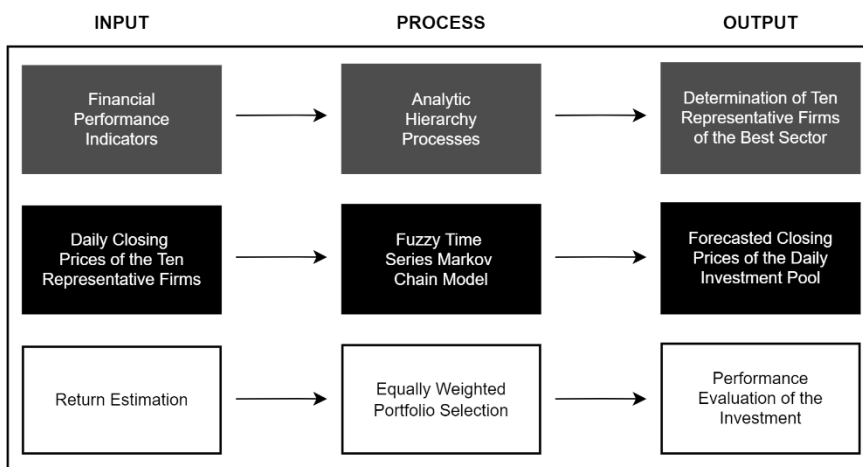 INPUT
PROCESS
OUTPUT
Financial
Performance
Indicators
Analytic
Hierarchy
Processes
Determination of Ten
Representative Firms
of the Best Sector
Daily Closing
Prices of the Ten
Representative Firms
Fuzzy Time
Series Markov
Chain Model
Forecasted Closing
Prices of the Daily
Investment Pool
Return Estimation
Equally Weighted
Portfolio Selection
Performance
Evaluation of the
Investment